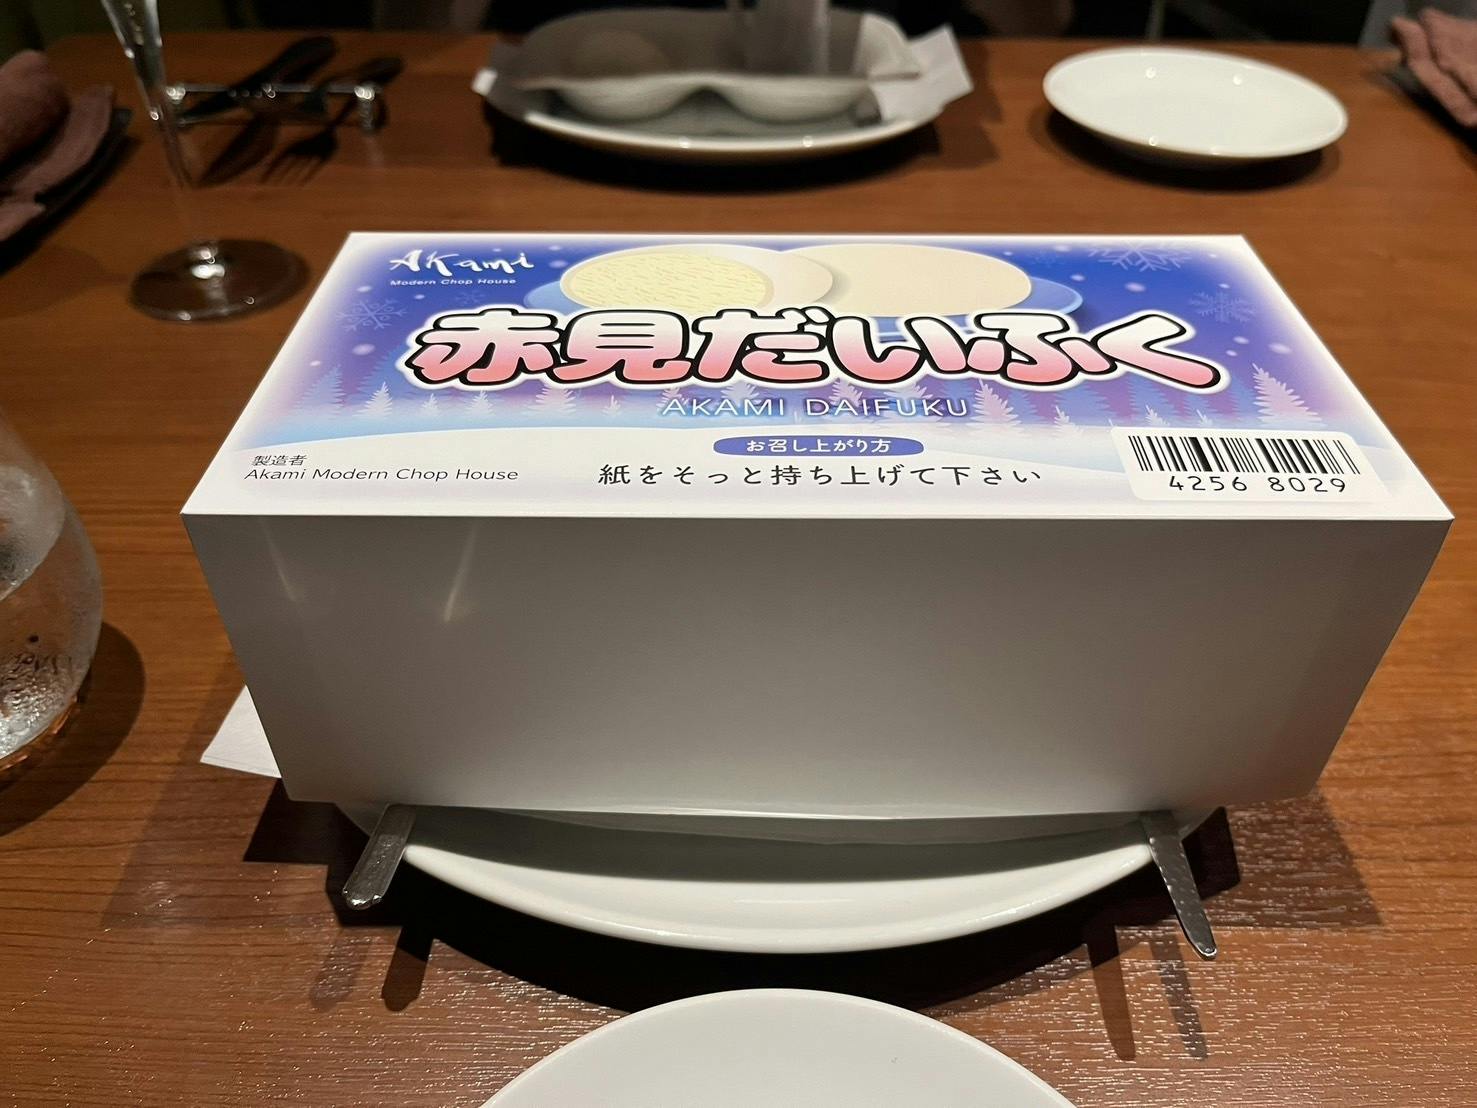 AKami
Modern Chop House
赤見だいふく
AKAMI DAIFUKU
お召し上がり方
紙をそっと持ち上げて下さい
製造者
Akami Modern Chop House
4256 8029